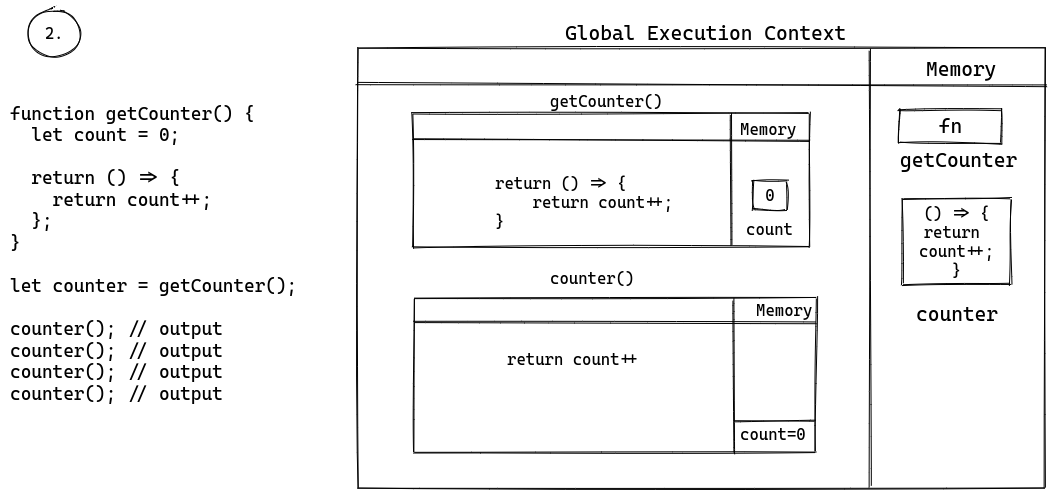 2.
function getCounter() {
  let count = 0;

  return () => {
    return count++;
  };
}

let counter = getCounter();

counter(); // output
counter(); // output
counter(); // output
counter(); // output
Global Execution Context
Memory
getCounter()
Memory
return () => {
    return count++;
}
0
count
counter()
Memory
return count++
count=0
fn
getCounter
() => {
return
count++;
}
counter